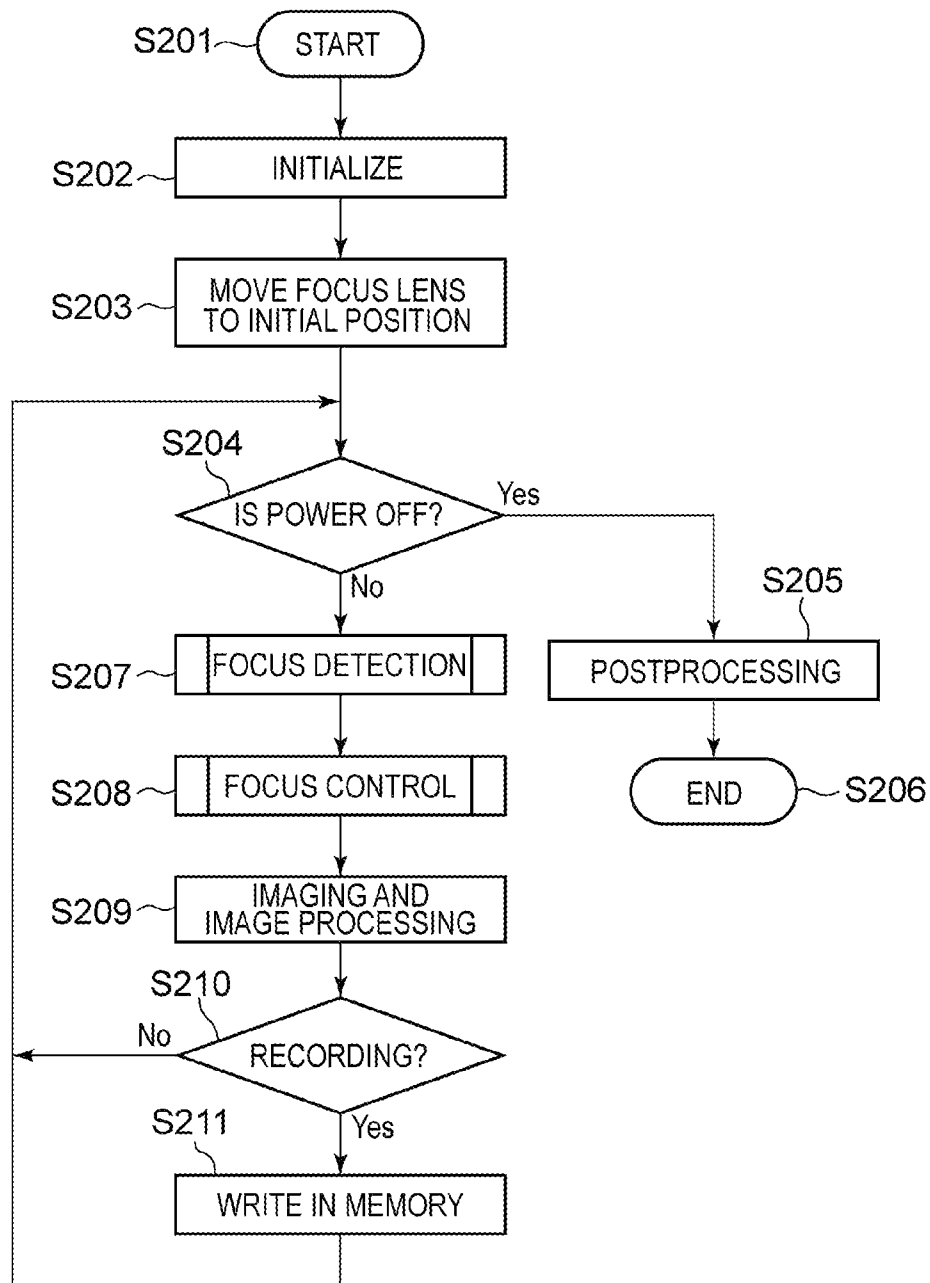 S201
START
S202
INITIALIZE
S203
MOVE FOCUS LENS
TO INITIAL POSITION
S204
IS POWER OFF?
Yes
No
S205
POSTPROCESSING
S207
FOCUS DETECTION
S208
FOCUS CONTROL
END
S206
S209
IMAGING AND
IMAGE PROCESSING
S210
No
RECORDING?
Yes
S211
WRITE IN MEMORY